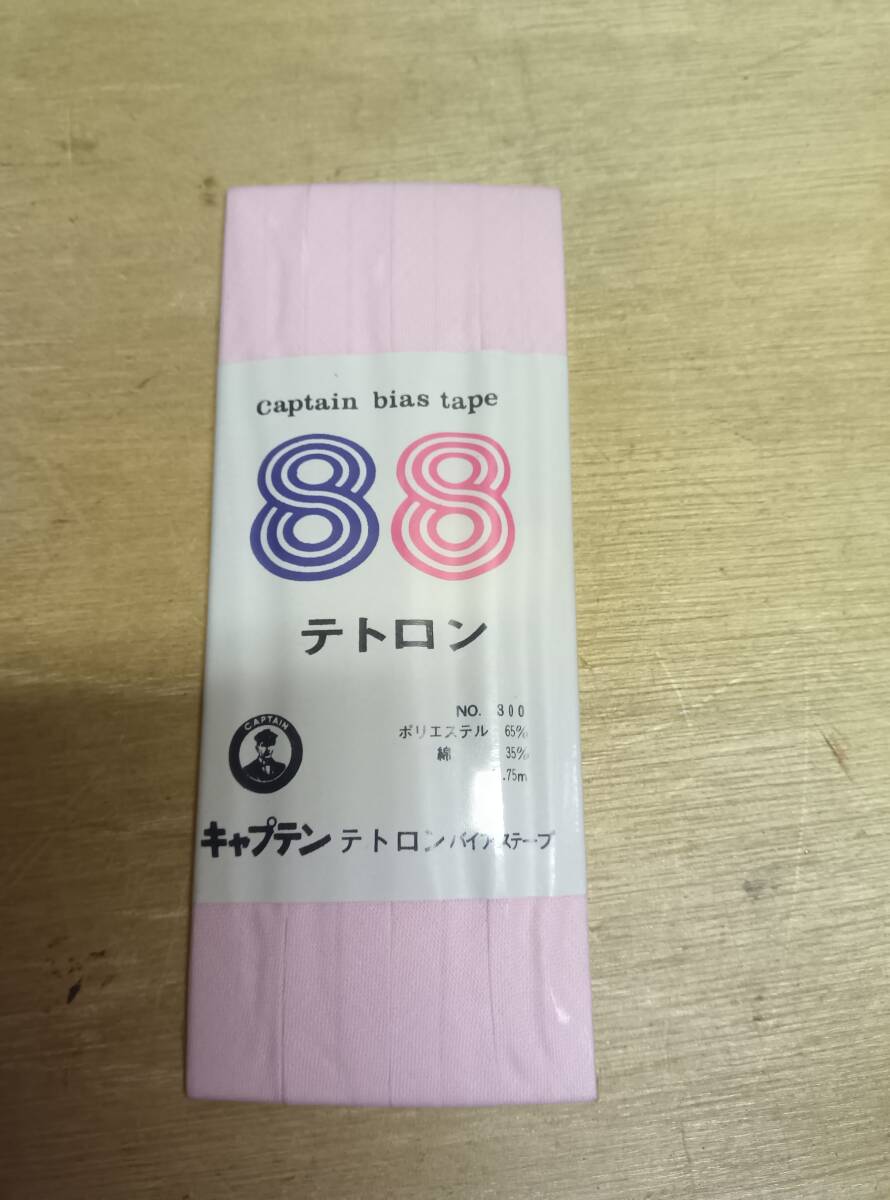 captain bias tape
88
テトロン
NO. 300
ポリエステル 65%
綿 35%
.75m
CAPTAIN
キャプテン テトロンバイアステープ